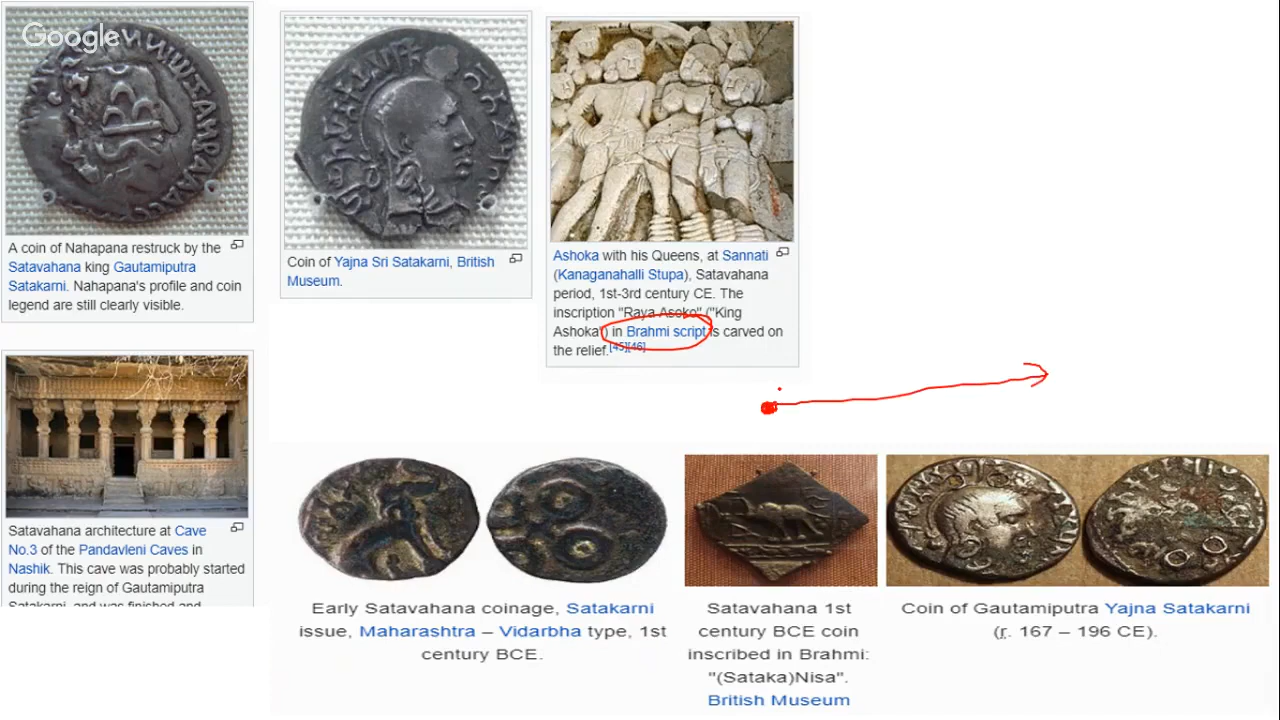 Google
A coin of Nahapana restruck by the
Satavahana king Gautamiputra
Satakarni. Nahapana's profile and coin
legend are still clearly visible.
Coin of Yajna Sri Satakarni, British
Museum.
Ashoka with his Queens, at Sannati
(Kanaganahalli Stupa), Satavahana
period, 1st-3rd century CE. The
inscription "Raya Asoko" ("King
Ashoka") in Brahmi script is carved on
the relief.[45][46]
Satavahana architecture at Cave
No.3 of the Pandavleni Caves in
Nashik. This cave was probably started
during the reign of Gautamiputra
Satakarni, and was finished and
Early Satavahana coinage, Satakarni
issue, Maharashtra – Vidarbha type, 1st
century BCE.
Satavahana 1st
century BCE coin
inscribed in Brahmi:
"(Sataka)Nisa".
British Museum
Coin of Gautamiputra Yajna Satakarni
(r. 167 – 196 CE).